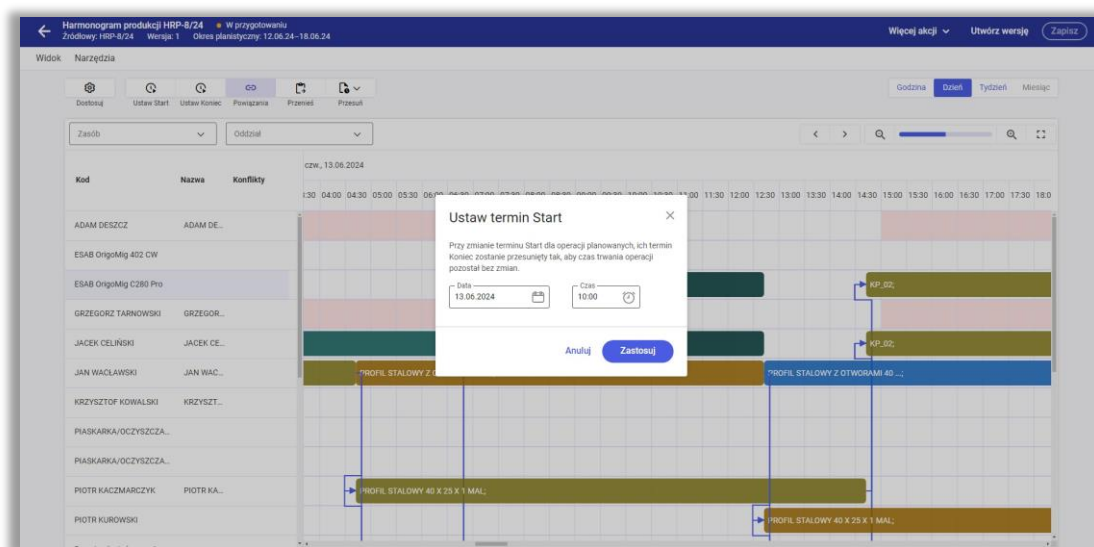 Harmonogram produkcji HRP-8/24 W przygotowaniu
Źródłowy: HRP-8/24 Wersja: 1 Okres planistyczny: 12.06.24–18.06.24
Więcej akcji Utwórz wersję Zapisz
Widok Narzędzia
Dostosuj Ustaw Start Ustaw Koniec Powiązania Przenieś Przesuń
Godzina Dzień Tydzień Miesiąc
Zasób Oddział
czw., 13.06.2024
Kod Nazwa Konflikty
04:00 04:30 05:00 05:30 11:30 12:00 12:30 13:00 13:30 14:00 14:30 15:00 15:30 16:00 16:30 17:00 17:30 18:0
Ustaw termin Start
Przy zmianie terminu Start dla operacji planowanych, ich termin
Koniec zostanie przesunięty tak, aby czas trwania operacji
pozostał bez zmian.
Data Czas
13.06.2024 10:00
Anuluj Zastosuj
ADAM DESZCZ ADAM DE...
ESAB OrigoMig 402 CW
ESAB OrigoMig C280 Pro KP_02;
GRZEGORZ TARNOWSKI GRZEGOR...
JACEK CELIŃSKI JACEK CE... KP_02;
JAN WACŁAWSKI JAN WAC... PROFIL STALOWY Z PROFIL STALOWY Z OTWORAMI 40 ...;
KRZYSZTOF KOWALSKI KRZYSZT...
PIASKARKA/OCZYSZCZA...
PIASKARKA/OCZYSZCZA...
PIOTR KACZMARCZYK PIOTR KA... PROFIL STALOWY 40 X 25 X 1 MAL;
PIOTR KUROWSKI PROFIL STALOWY 40 X 25 X 1 MAL;